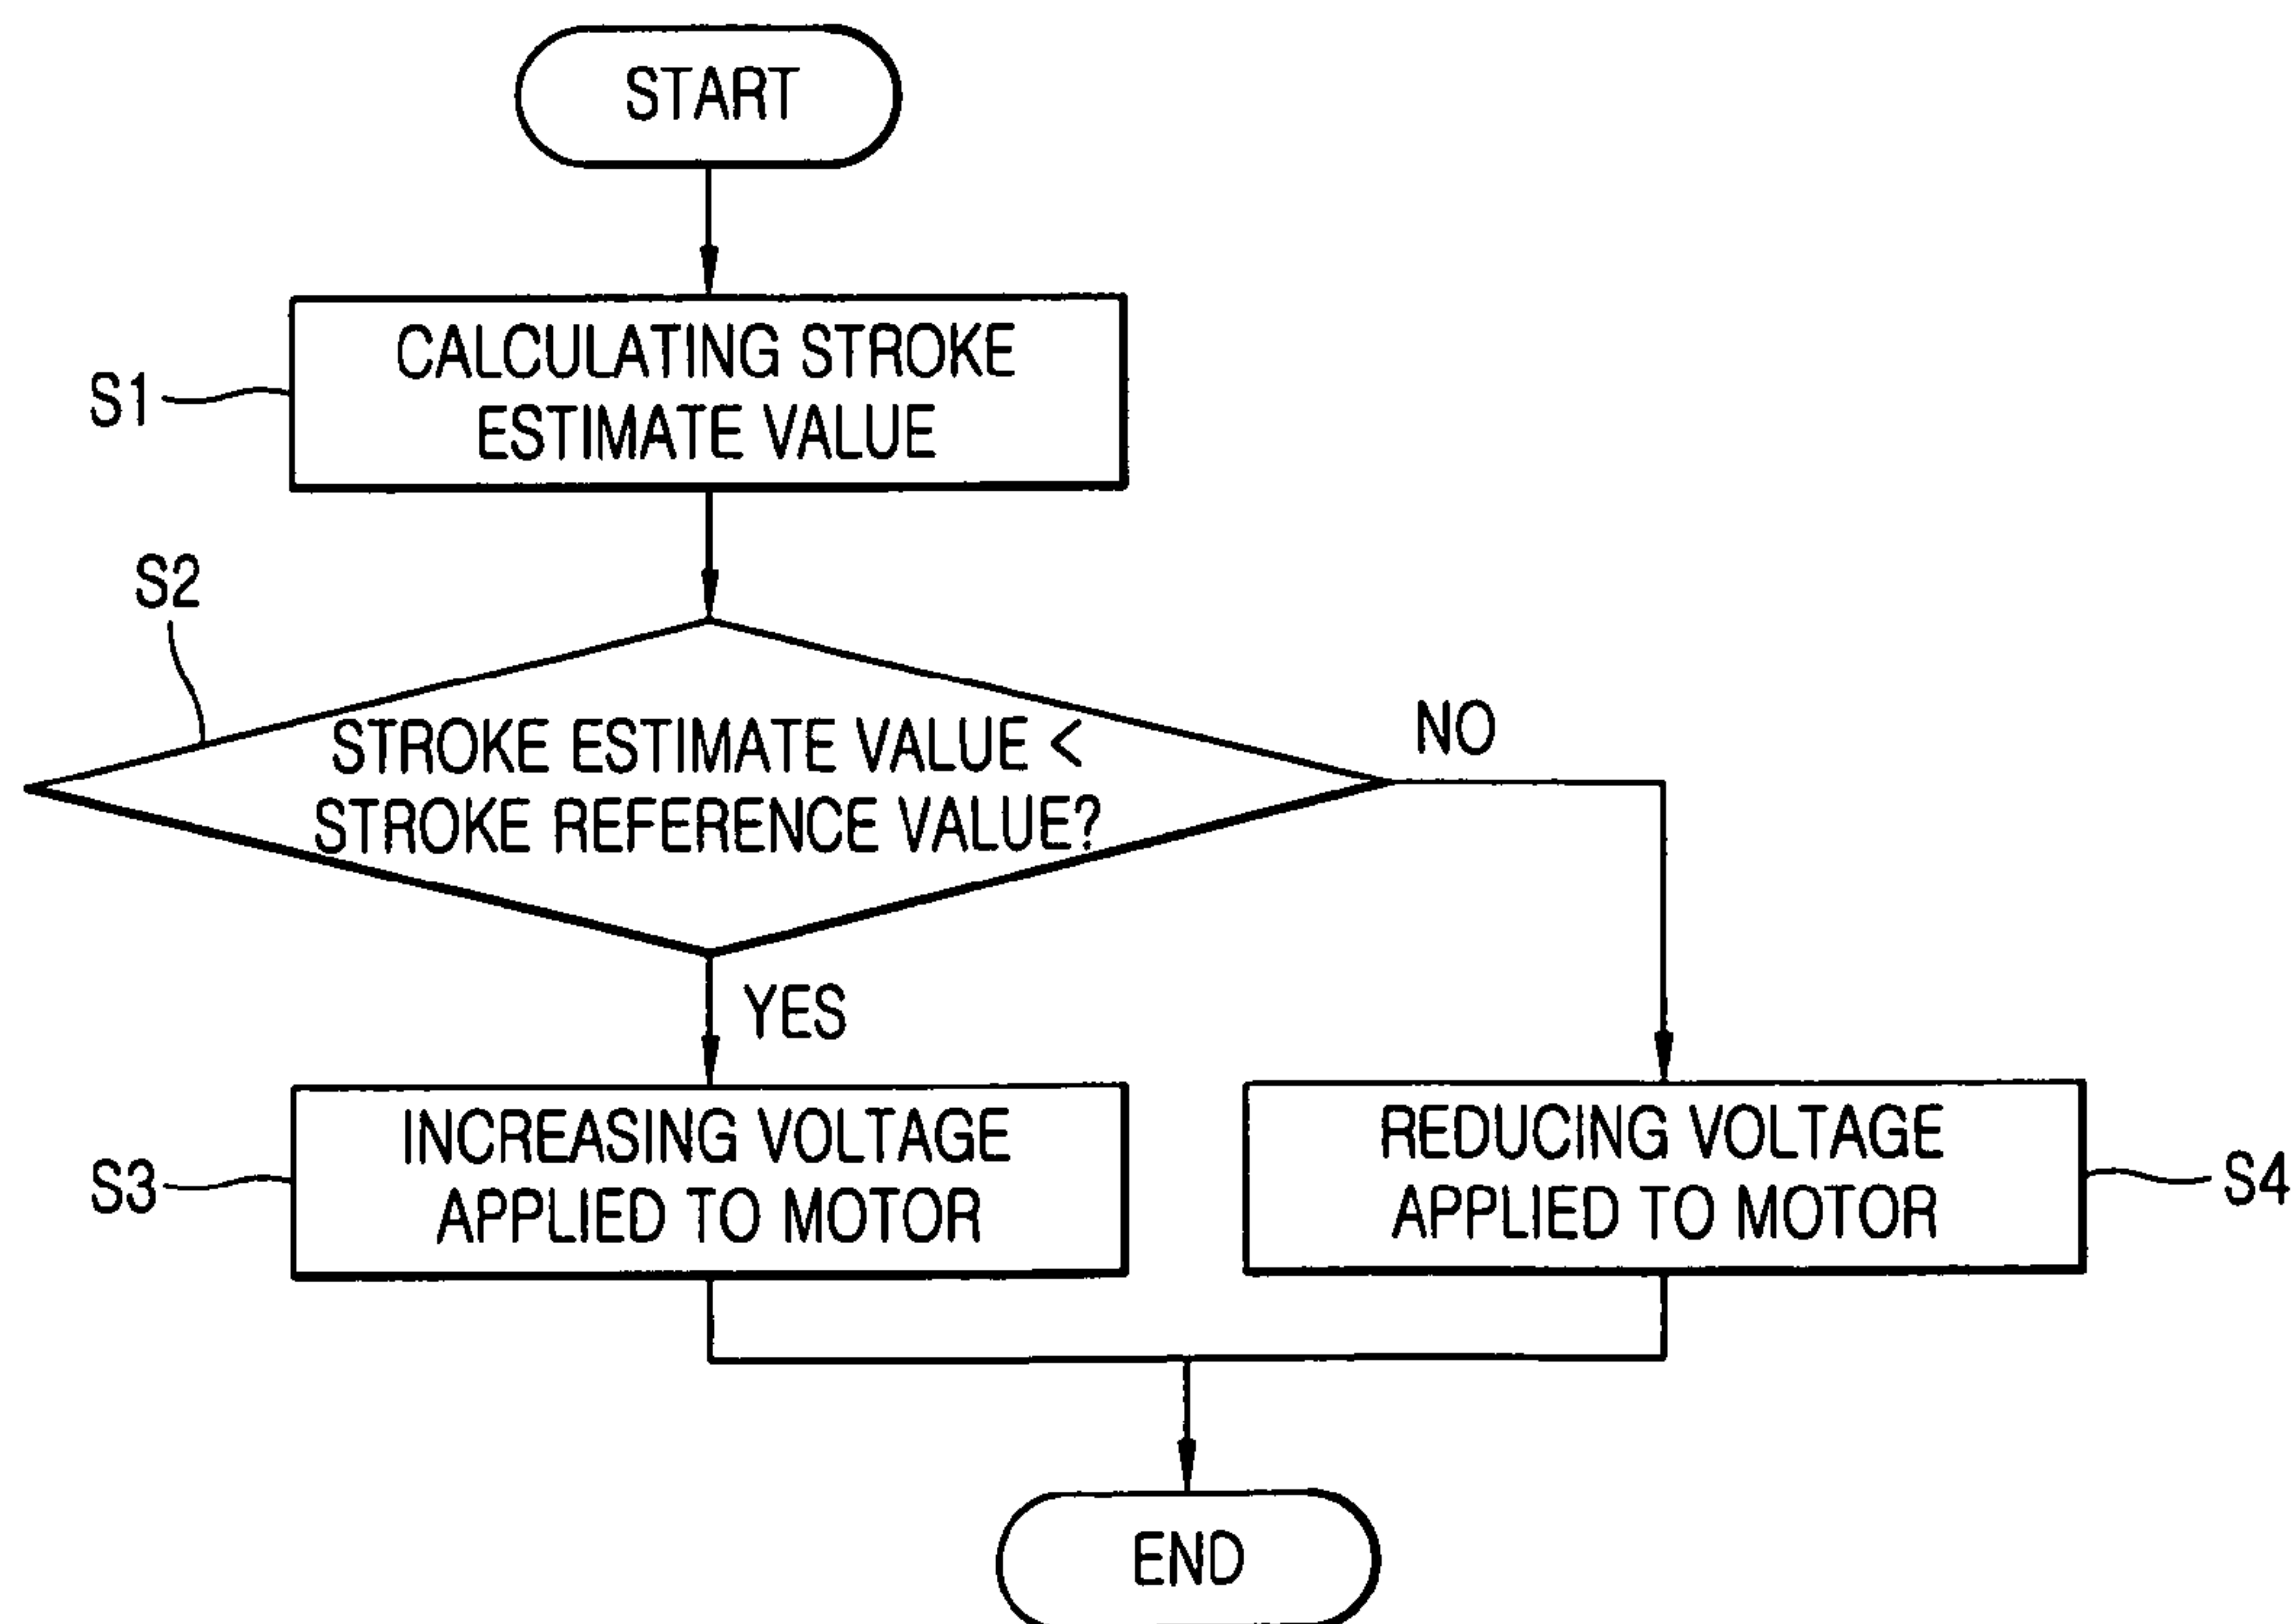 START
S1
CALCULATING STROKE
ESTIMATE VALUE
S2
STROKE ESTIMATE VALUE <
STROKE REFERENCE VALUE?
NO
YES
S3
INCREASING VOLTAGE
APPLIED TO MOTOR
REDUCING VOLTAGE
APPLIED TO MOTOR
S4
END